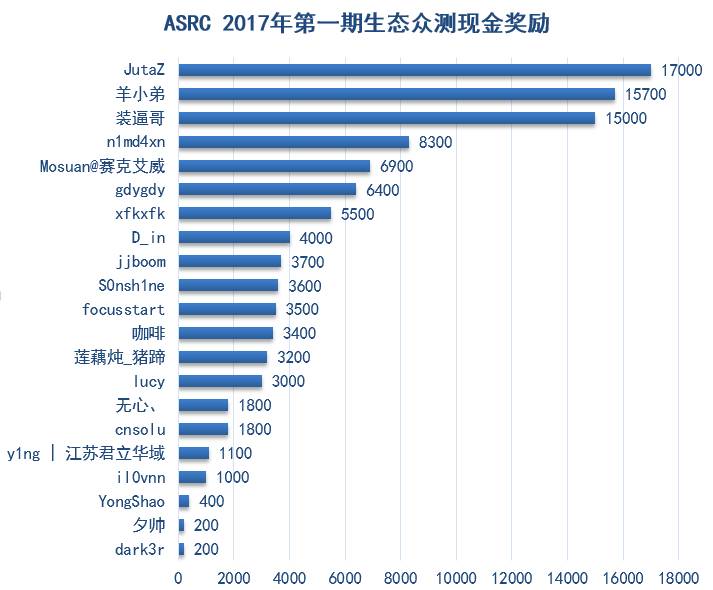 ASRC 2017年第一期生态众测现金奖励
JutaZ 17000
羊小弟 15700
装逼哥 15000
n1md4xn 8300
Mosuan@赛克艾威 6900
gdygdy 6400
xfkxfk 5500
D_in 4000
jjboom 3700
S0nsh1ne 3600
focusstart 3500
咖啡 3400
莲藕炖_猪蹄 3200
lucy 3000
无心、 1800
cnsolu 1800
y1ng | 江苏君立华域 1100
il0vnn 1000
YongShao 400
夕帅 200
dark3r 200
0 2000 4000 6000 8000 10000 12000 14000 16000 18000